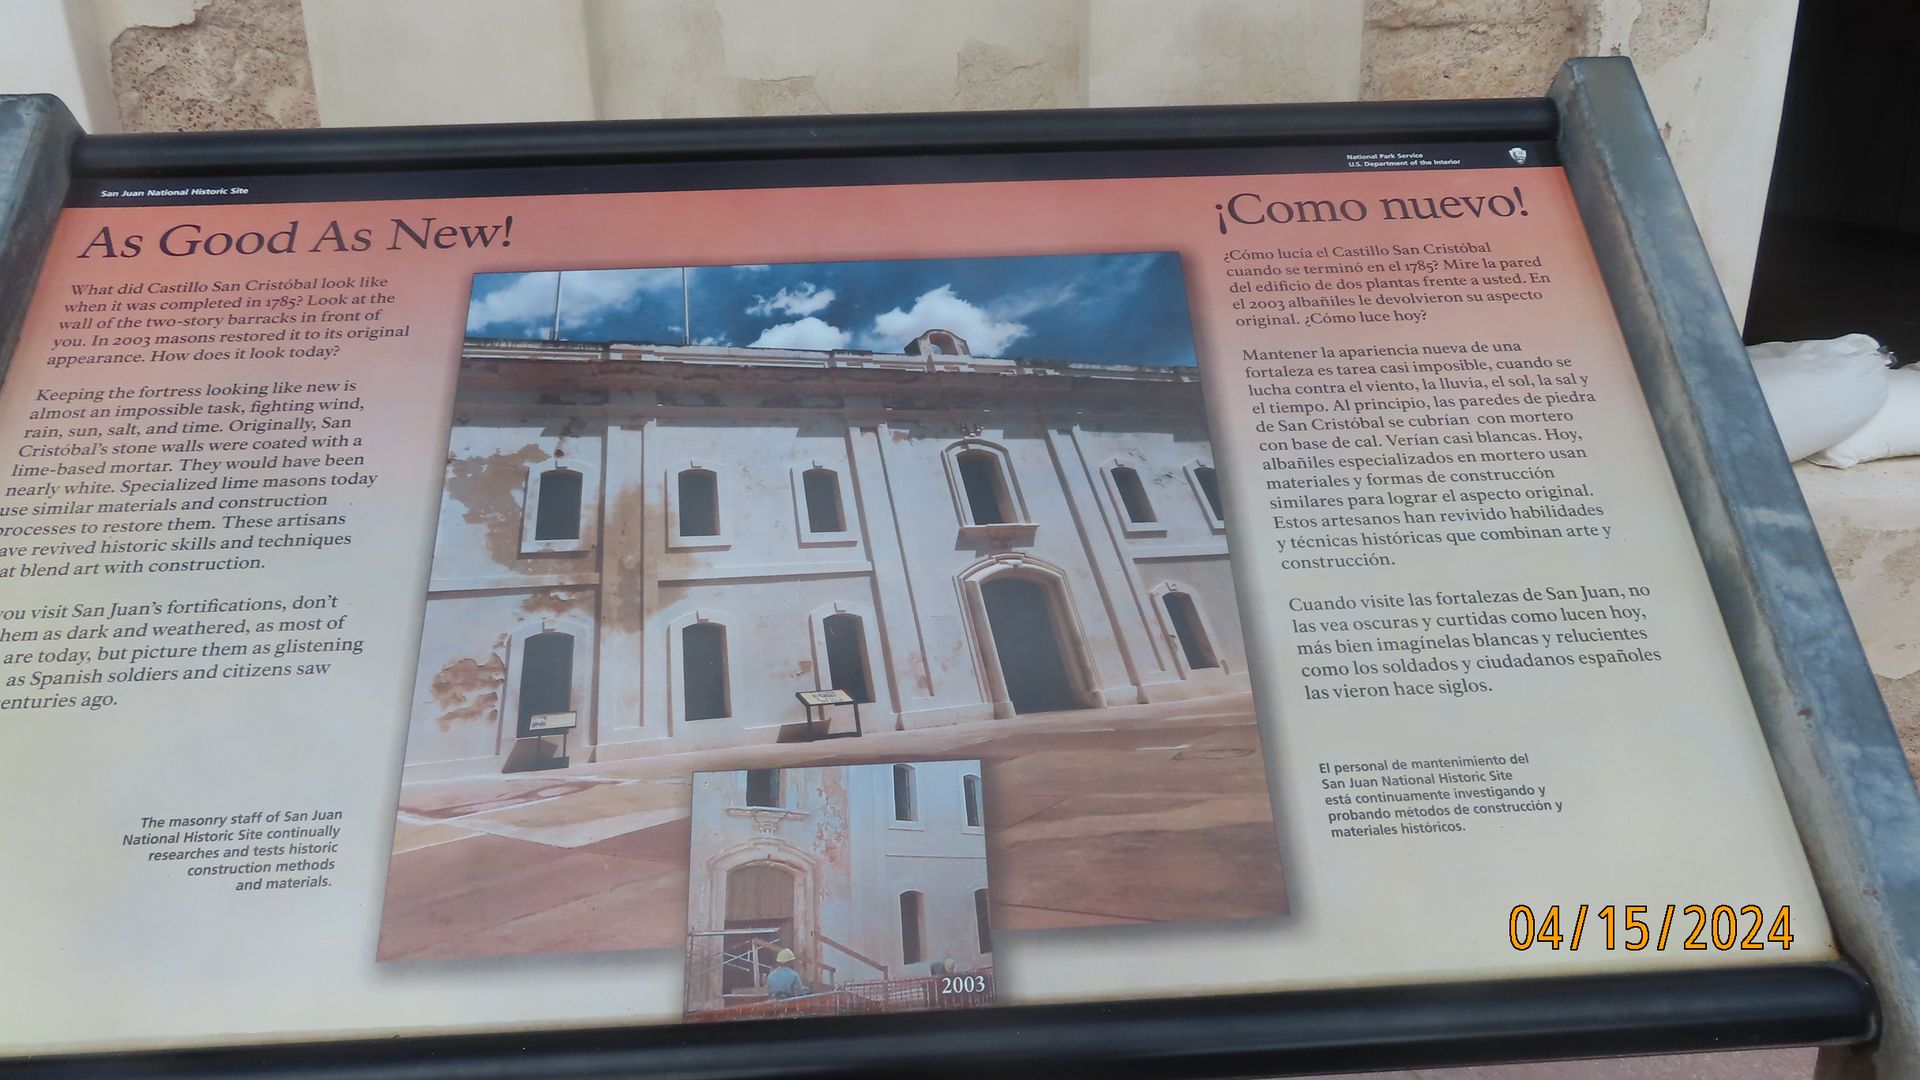 San Juan National Historic Site
National Park Service
U.S. Department of the Interior
As Good As New!
What did Castillo San Cristóbal look like
when it was completed in 1785? Look at the
wall of the two-story barracks in front of
you. In 2003 masons restored it to its original
appearance. How does it look today?
Keeping the fortress looking like new is
almost an impossible task, fighting wind,
rain, sun, salt, and time. Originally, San
Cristóbal's stone walls were coated with a
lime-based mortar. They would have been
nearly white. Specialized lime masons today
use similar materials and construction
processes to restore them. These artisans
ave revived historic skills and techniques
at blend art with construction.
you visit San Juan's fortifications, don't
hem as dark and weathered, as most of
are today, but picture them as glistening
as Spanish soldiers and citizens saw
enturies ago.
The masonry staff of San Juan
National Historic Site continually
researches and tests historic
construction methods
and materials.
2003
¡Como nuevo!
¿Cómo lucía el Castillo San Cristóbal
cuando se terminó en el 1785? Mire la pared
del edificio de dos plantas frente a usted. En
el 2003 albañiles le devolvieron su aspecto
original. ¿Cómo luce hoy?
Mantener la apariencia nueva de una
fortaleza es tarea casi imposible, cuando se
lucha contra el viento, la lluvia, el sol, la sal y
el tiempo. Al principio, las paredes de piedra
de San Cristóbal se cubrían con mortero
con base de cal. Verían casi blancas. Hoy,
albañiles especializados en mortero usan
materiales y formas de construcción
similares para lograr el aspecto original.
Estos artesanos han revivido habilidades
y técnicas históricas que combinan arte y
construcción.
Cuando visite las fortalezas de San Juan, no
las vea oscuras y curtidas como lucen hoy,
más bien imagínelas blancas y relucientes
como los soldados y ciudadanos españoles
las vieron hace siglos.
El personal de mantenimiento del
San Juan National Historic Site
está continuamente investigando y
probando métodos de construcción y
materiales históricos.
04/15/2024